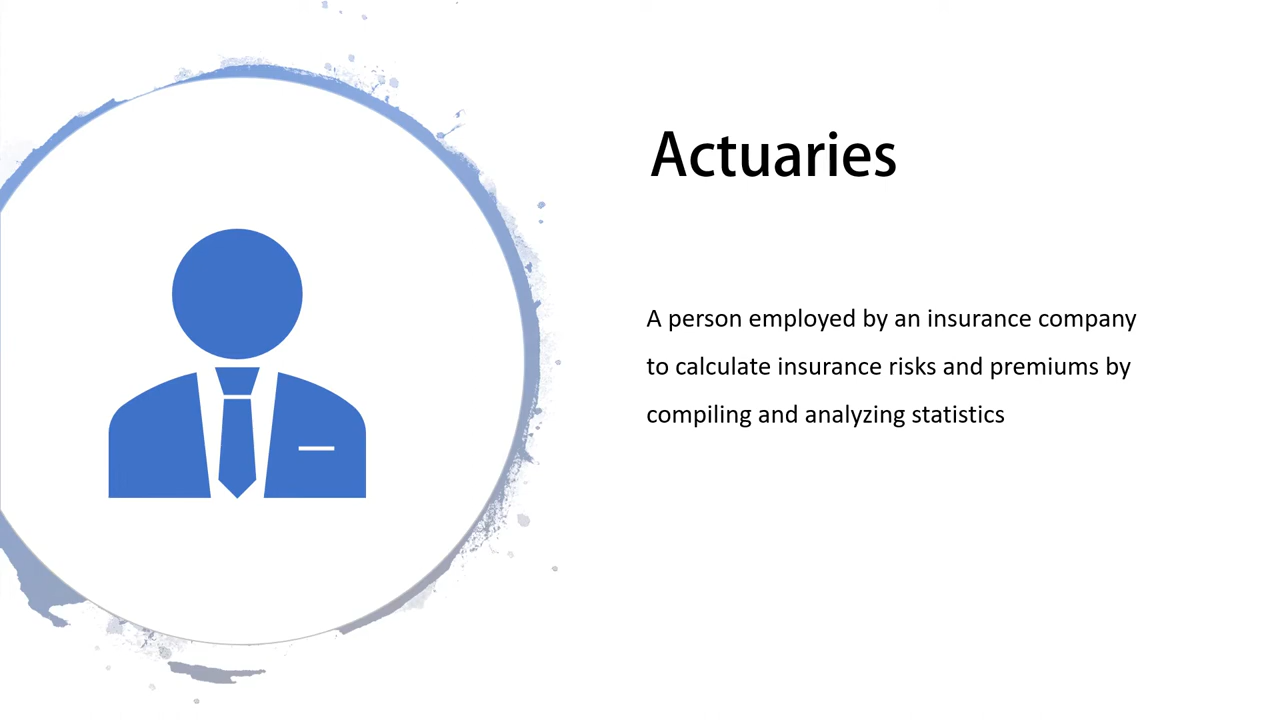 Actuaries
A person employed by an insurance company
to calculate insurance risks and premiums by
compiling and analyzing statistics